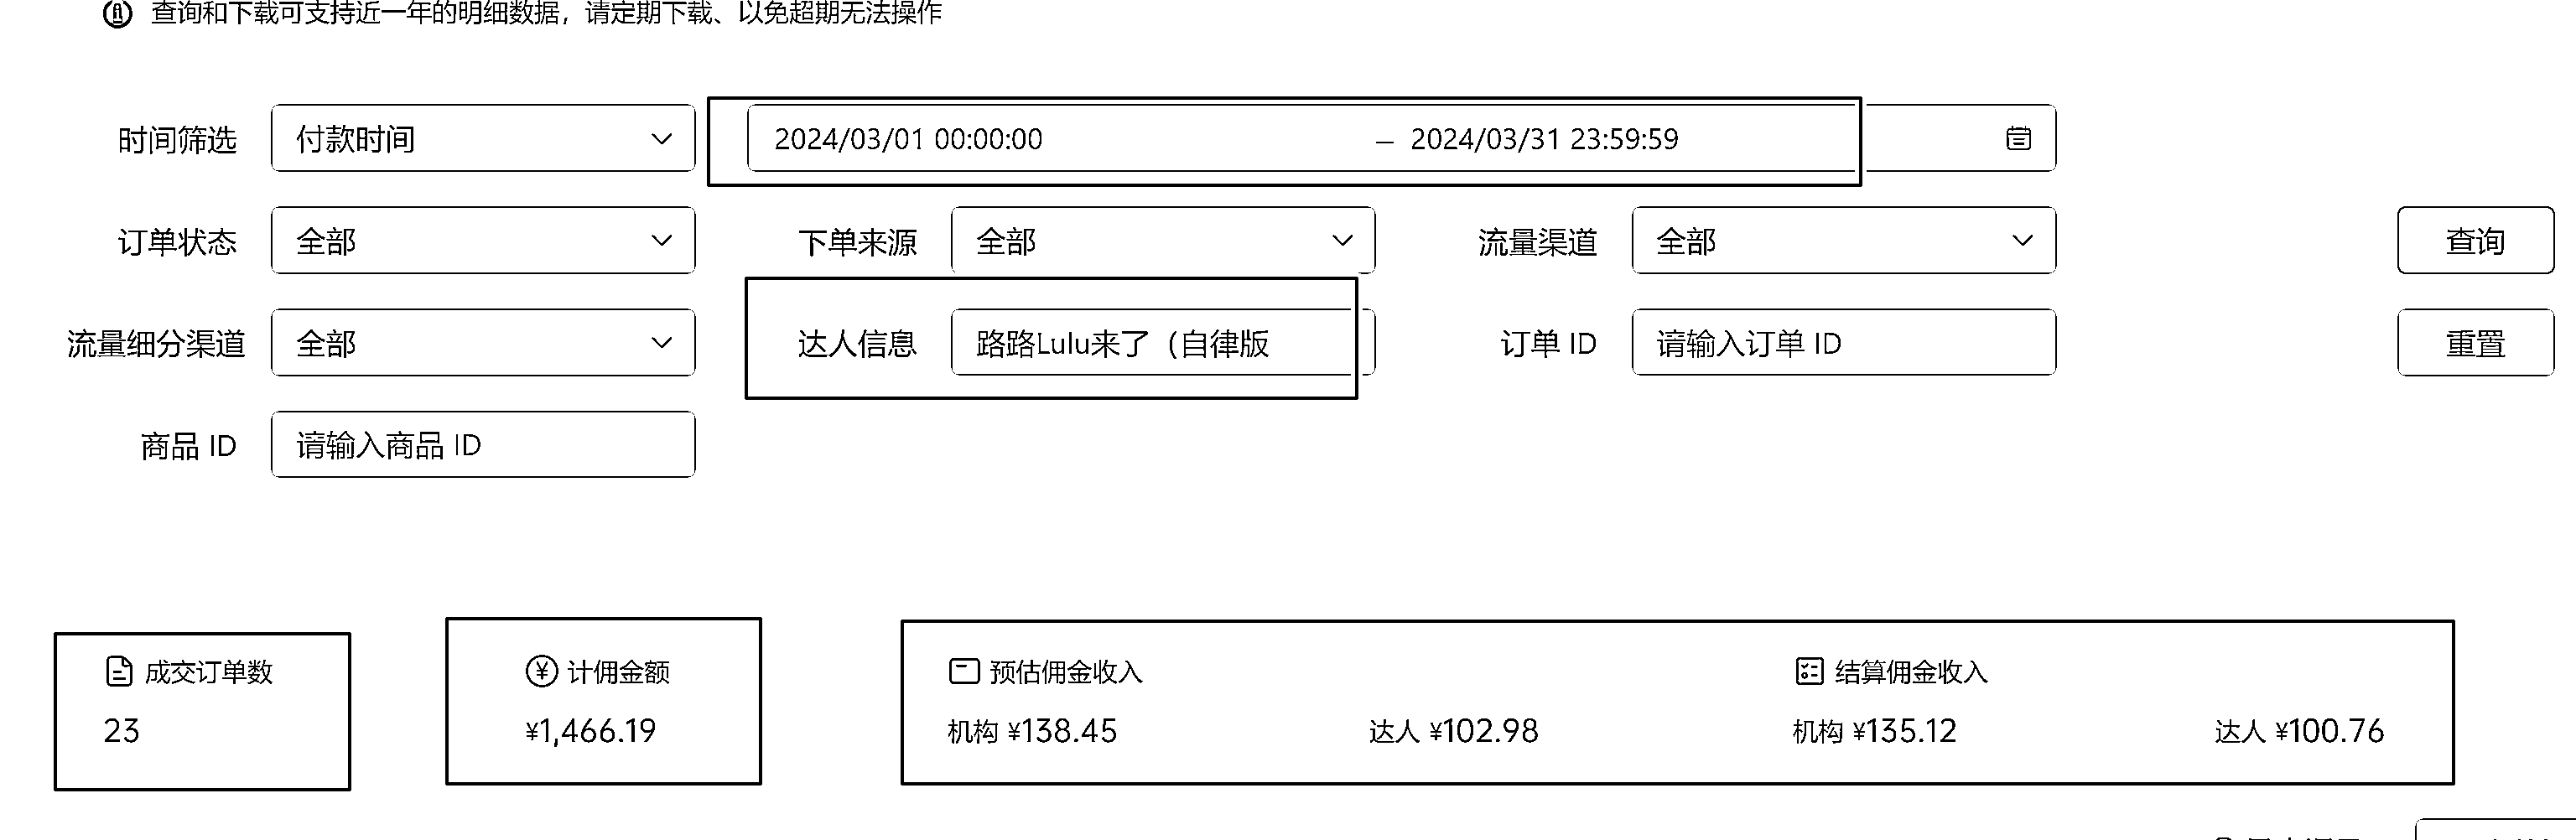 查询和下载可支持近一年的明细数据，请定期下载、以免超期无法操作
时间筛选 付款时间 2024/03/01 00:00:00 – 2024/03/31 23:59:59
订单状态 全部 下单来源 全部 流量渠道 全部 查询
流量细分渠道 全部 达人信息 路路Lulu来了（自律版 订单 ID 请输入订单 ID 重置
商品 ID 请输入商品 ID
成交订单数 计佣金额 预估佣金收入 结算佣金收入
23 ¥1,466.19 机构 ¥138.45 达人 ¥102.98 机构 ¥135.12 达人 ¥100.76